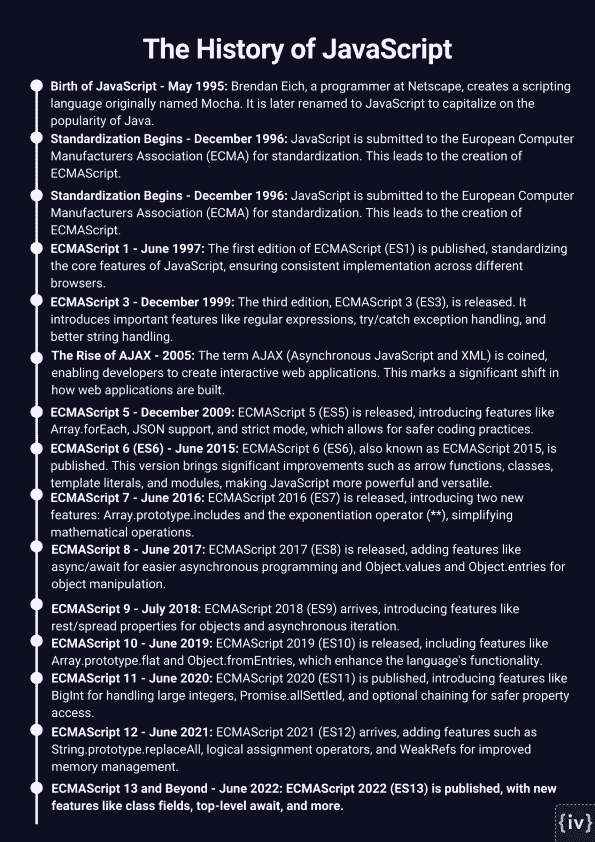 The History of JavaScript
Birth of JavaScript - May 1995: Brendan Eich, a programmer at Netscape, creates a scripting
language originally named Mocha. It is later renamed to JavaScript to capitalize on the
popularity of Java.
Standardization Begins - December 1996: JavaScript is submitted to the European Computer
Manufacturers Association (ECMA) for standardization. This leads to the creation of
ECMAScript.
Standardization Begins - December 1996: JavaScript is submitted to the European Computer
Manufacturers Association (ECMA) for standardization. This leads to the creation of
ECMAScript.
ECMAScript 1 - June 1997: The first edition of ECMAScript (ES1) is published, standardizing
the core features of JavaScript, ensuring consistent implementation across different
browsers.
ECMAScript 3 - December 1999: The third edition, ECMAScript 3 (ES3), is released. It
introduces important features like regular expressions, try/catch exception handling, and
better string handling.
The Rise of AJAX - 2005: The term AJAX (Asynchronous JavaScript and XML) is coined,
enabling developers to create interactive web applications. This marks a significant shift in
how web applications are built.
ECMAScript 5 - December 2009: ECMAScript 5 (ES5) is released, introducing features like
Array.forEach, JSON support, and strict mode, which allows for safer coding practices.
ECMAScript 6 (ES6) - June 2015: ECMAScript 6 (ES6), also known as ECMAScript 2015, is
published. This version brings significant improvements such as arrow functions, classes,
template literals, and modules, making JavaScript more powerful and versatile.
ECMAScript 7 - June 2016: ECMAScript 2016 (ES7) is released, introducing two new
features: Array.prototype.includes and the exponentiation operator (**), simplifying
mathematical operations.
ECMAScript 8 - June 2017: ECMAScript 2017 (ES8) is released, adding features like
async/await for easier asynchronous programming and Object.values and Object.entries for
object manipulation.
ECMAScript 9 - July 2018: ECMAScript 2018 (ES9) arrives, introducing features like
rest/spread properties for objects and asynchronous iteration.
ECMAScript 10 - June 2019: ECMAScript 2019 (ES10) is released, including features like
Array.prototype.flat and Object.fromEntries, which enhance the language's functionality.
ECMAScript 11 - June 2020: ECMAScript 2020 (ES11) is published, introducing features like
BigInt for handling large integers, Promise.allSettled, and optional chaining for safer property
access.
ECMAScript 12 - June 2021: ECMAScript 2021 (ES12) arrives, adding features such as
String.prototype.replaceAll, logical assignment operators, and WeakRefs for improved
memory management.
ECMAScript 13 and Beyond - June 2022: ECMAScript 2022 (ES13) is published, with new
features like class fields, top-level await, and more.
{iv}